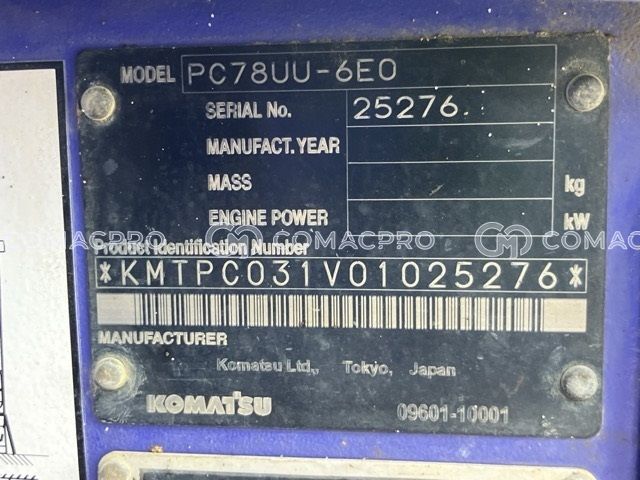 MODEL PC78UU-6E0
SERIAL No. 25276
MANUFACT. YEAR
MASS kg
ENGINE POWER kW
COMACPRO COMACPRO
Product Identification Number
*KMTPC031V01025276*
MANUFACTURER
Komatsu Ltd., Tokyo, Japan
KOMATSU 09601-10001